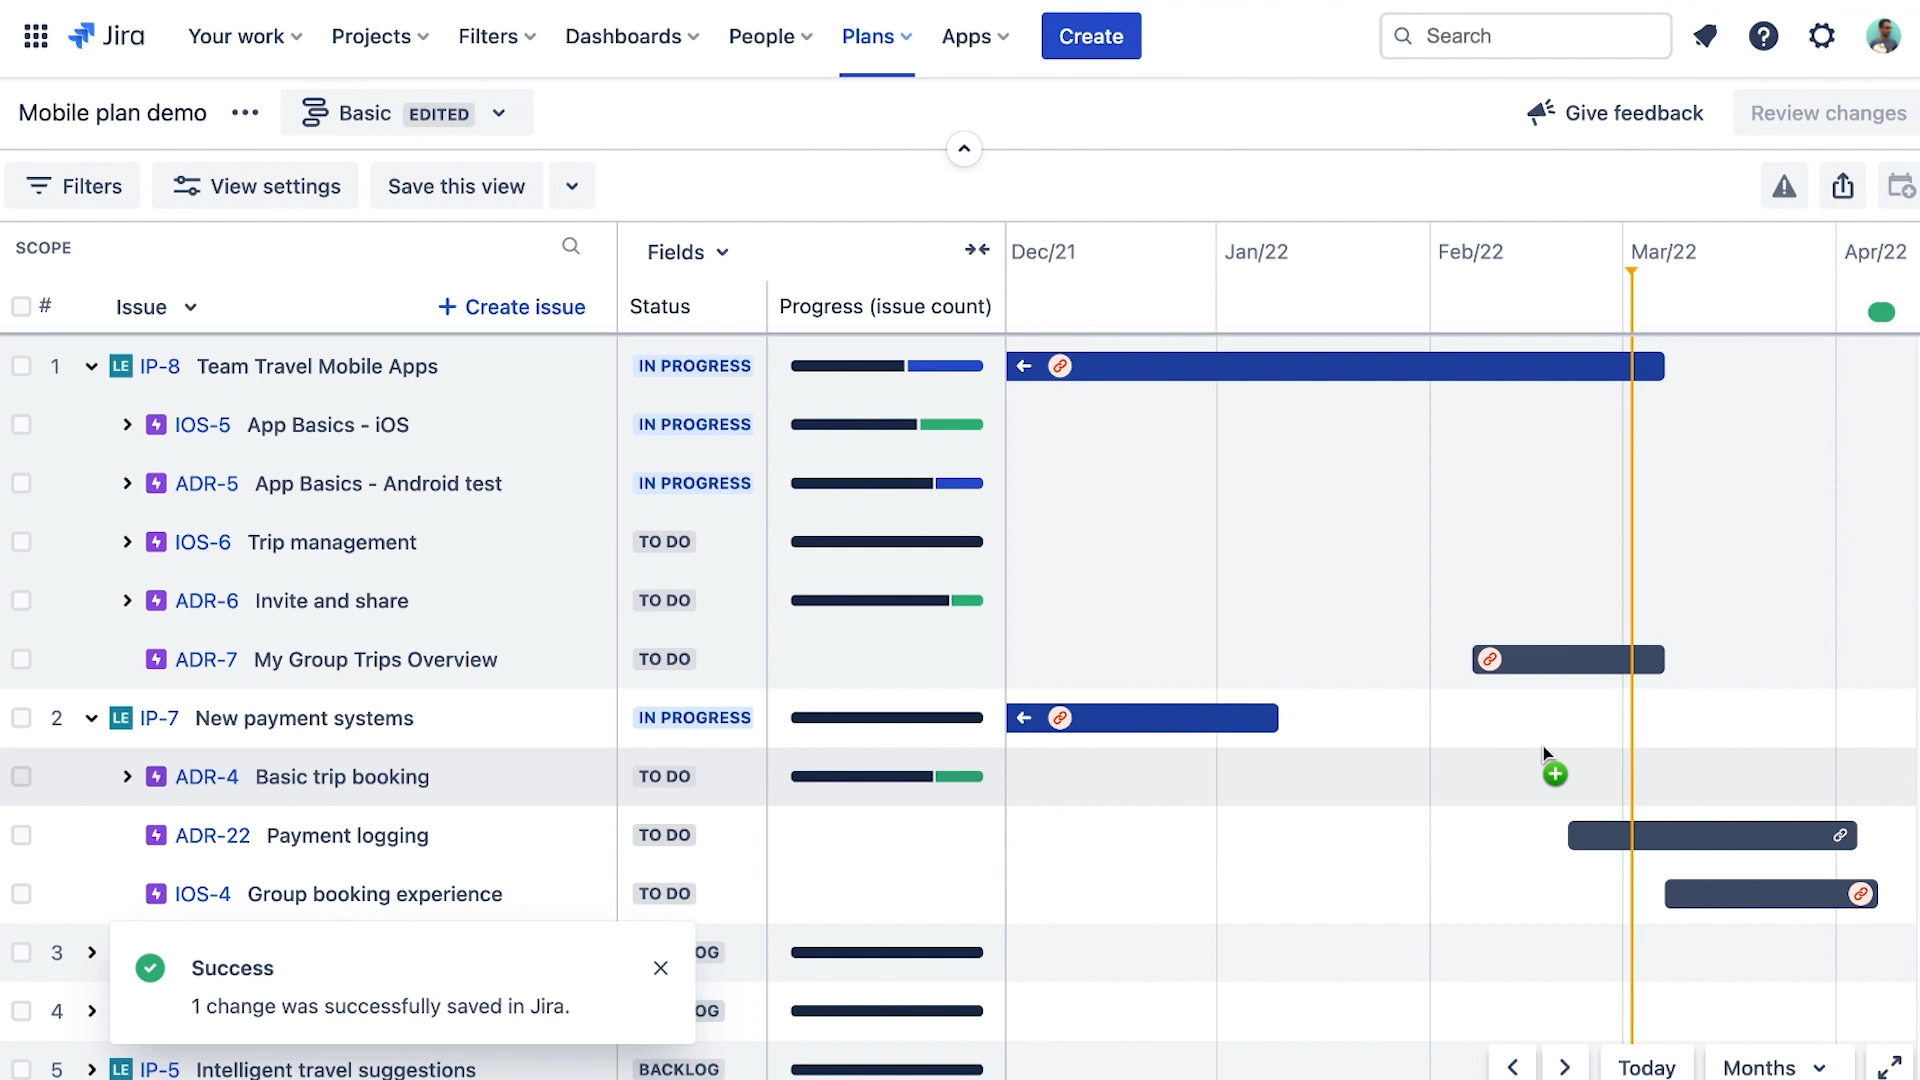 Jira Your work Projects Filters Dashboards People Plans Apps Create Search
Mobile plan demo Basic EDITED Give feedback Review changes
Filters View settings Save this view
SCOPE Fields Dec/21 Jan/22 Feb/22 Mar/22 Apr/22
# Issue + Create issue Status Progress (issue count)
1 LE IP-8 Team Travel Mobile Apps IN PROGRESS
IOS-5 App Basics - iOS IN PROGRESS
ADR-5 App Basics - Android test IN PROGRESS
IOS-6 Trip management TO DO
ADR-6 Invite and share TO DO
ADR-7 My Group Trips Overview TO DO
2 LE IP-7 New payment systems IN PROGRESS
ADR-4 Basic trip booking TO DO
ADR-22 Payment logging TO DO
IOS-4 Group booking experience TO DO
3 OG
Success
1 change was successfully saved in Jira.
4 OG
5 LE IP-5 Intelligent travel suggestions BACKLOG
Today Months